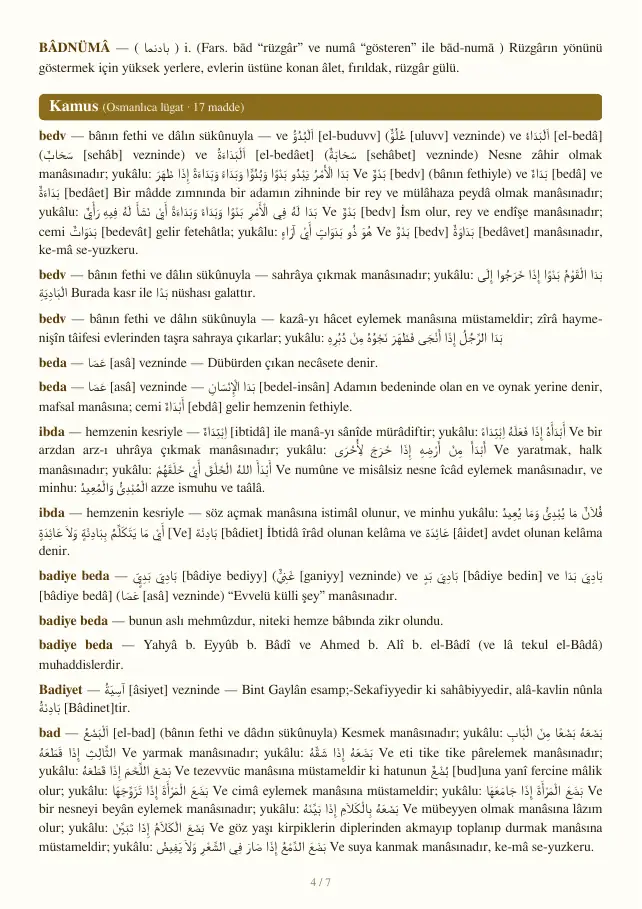 BÂDNÜMÂ — ( بادنما ) i. (Fars. bād “rüzgâr” ve numā “gösteren” ile bād-numā ) Rüzgârın yönünü
göstermek için yüksek yerlere, evlerin üstüne konan âlet, fırıldak, rüzgâr gülü.
Kamus (Osmanlıca lügat · 17 madde)
bedv — bânın fethi ve dâlın sükûnuyla — ve اَلْبُدُوُّ [el-buduvv] (عُلُوٌّ [uluvv] vezninde) ve اَلْبَدَاءُ [el-bedâ]
(سَحَابٌ [sehâb] vezninde) ve اَلْبَدَاءَةُ [el-bedâet] (سَحَابَةٌ [sehâbet] vezninde) Nesne zâhir olmak
manâsınadır; yukâlu: بَدَا الْأَمْرُ يَبْدُو بَدْوًا وَبُدُوًّا وَبَدَاءً وَبَدَاءَةً إِذَا ظَهَرَ Ve بَدْوٌ [bedv] (bânın fethiyle) ve بَدَاءٌ [bedâ] ve
بَدَاءَةٌ [bedâet] Bir mâdde zımnında bir adamın zihninde bir rey ve mülâhaza peydâ olmak manâsınadır;
yukâlu: بَدَا لَهُ فِي الْأَمْرِ بَدْوًا وَبَدَاءً وَبَدَاءَةً أَيْ نَشَأَ لَهُ فِيهِ رَأْيٌ Ve بَدْوٌ [bedv] İsm olur, rey ve endîşe manâsınadır;
cemi بَدَوَاتٌ [bedevât] gelir fetehâtla; yukâlu: هُوَ ذُو بَدَوَاتٍ أَيْ آرَاءٍ Ve بَدْوٌ [bedv] بَدَاوَةٌ [bedâvet] manâsınadır,
ke-mâ se-yuzkeru.
bedv — bânın fethi ve dâlın sükûnuyla — sahrâya çıkmak manâsınadır; yukâlu: بَدَا الْقَوْمُ بَدْوًا إِذَا خَرَجُوا إِلَى
الْبَادِيَةِ Burada kasr ile بَدًا nüshası galattır.
bedv — bânın fethi ve dâlın sükûnuyla — kazâ-yı hâcet eylemek manâsına müstameldir; zîrâ hayme-
nişîn tâifesi evlerinden taşra sahraya çıkarlar; yukâlu: بَدَا الرَّجُلُ إِذَا أَنْجَى فَظَهَرَ نَجْوُهُ مِنْ دُبُرِهِ
beda — عَصَا [asâ] vezninde — Dübürden çıkan necâsete denir.
beda — عَصَا [asâ] vezninde — بَدَا الْإِنْسَانِ [bedel-insân] Adamın bedeninde olan en ve oynak yerine denir,
mafsal manâsına; cemi أَبْدَاءٌ [ebdâ] gelir hemzenin fethiyle.
ibda — hemzenin kesriyle — إِبْتِدَاءٌ [ibtidâ] ile manâ-yı sânîde mürâdiftir; yukâlu: أَبْدَأَهُ إِذَا فَعَلَهُ اِبْتِدَاءً Ve bir
arzdan arz-ı uhrâya çıkmak manâsınadır; yukâlu: أَبْدَأَ مِنْ أَرْضِهِ إِذَا خَرَجَ لِأُخْرَى Ve yaratmak, halk
manâsınadır; yukâlu: أَبْدَأَ اللهُ الْخَلْقَ أَيْ خَلَقَهُمْ Ve numûne ve misâlsiz nesne îcâd eylemek manâsınadır, ve
minhu: اَلْمُبْدِئُ وَالْمُعِيدُ azze ismuhu ve taâlâ.
ibda — hemzenin kesriyle — söz açmak manâsına istimâl olunur, ve minhu yukâlu: فُلَانٌ مَا يُبْدِئُ وَمَا يُعِيدُ
أَيْ مَا يَتَكَلَّمُ بِبَادِئَةٍ وَلَا عَائِدَةٍ [Ve] بَادِئَة [bâdiet] İbtidâ îrâd olunan kelâma ve عَائِدَة [âidet] avdet olunan kelâma
denir.
badiye beda — بَادِيَ بَدِيٍّ [bâdiye bediyy] (غَنِيٌّ [ganiyy] vezninde) ve بَادِيَ بَدٍ [bâdiye bedin] ve بَادِيَ بَدَا
[bâdiye bedâ] (عَصَا [asâ] vezninde) “Evvelü külli şey” manâsınadır.
badiye beda — bunun aslı mehmûzdur, niteki hemze bâbında zikr olundu.
badiye beda — Yahyâ b. Eyyûb b. Bâdî ve Ahmed b. Alî b. el-Bâdî (ve lâ tekul el-Bâdâ)
muhaddislerdir.
Badiyet — آسِيَةُ [âsiyet] vezninde — Bint Gaylân esamp;-Sekafiyyedir ki sahâbiyyedir, alâ-kavlin nûnla
بَادِنَةُ [Bâdinet]tir.
bad — اَلْبَضْعُ [el-bad] (bânın fethi ve dâdın sükûnuyla) Kesmek manâsınadır; yukâlu: بَضَعَهُ بَضْعًا مِنَ الْبَابِ
الثَّالِثِ إِذَا قَطَعَهُ Ve yarmak manâsınadır; yukâlu: بَضَعَهُ إِذَا شَقَّهُ Ve eti tike tike pârelemek manâsınadır;
yukâlu: بَضَعَ اللَّحْمَ إِذَا قَطَعَهُ Ve tezevvüc manâsına müstameldir ki hatunun بُضْعُ [bud]una yanî fercine mâlik
olur; yukâlu: بَضَعَ الْمَرْأَةَ إِذَا تَزَوَّجَهَا Ve cimâ eylemek manâsınadır; yukâlu: بَضَعَ الْمَرْأَةَ إِذَا جَامَعَهَا Ve
bir nesneyi beyân eylemek manâsınadır; yukâlu: بَضَعَهُ بِالْكَلَامِ إِذَا بَيَّنَهُ Ve mübeyyen olmak manâsına lâzım
olur; yukâlu: بَضَعَ الْكَلَامُ إِذَا تَبَيَّنَ Ve göz yaşı kirpiklerin diplerinden akmayıp toplanıp durmak manâsına
müstameldir; yukâlu: بَضَعَ الدَّمْعُ إِذَا صَارَ فِي الشَّفْرِ وَلَا يَفِيضُ Ve suya kanmak manâsınadır, ke-mâ se-yuzkeru.
4 / 7